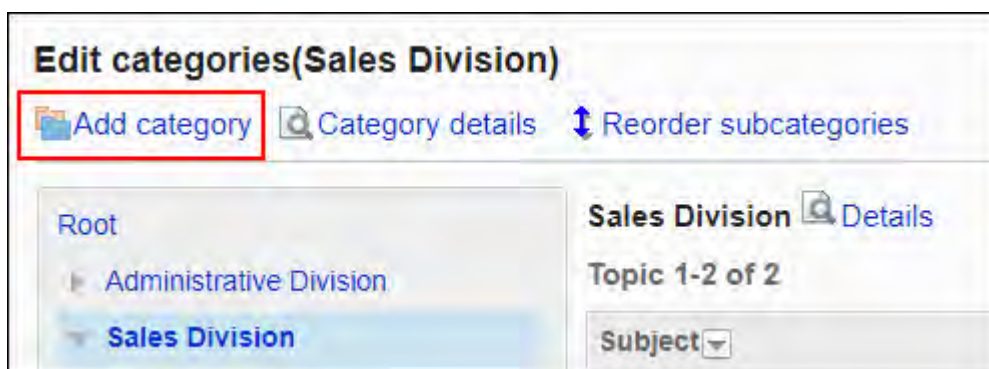 Edit categories(Sales Division)
Add category Category details Reorder subcategories
Root
Administrative Division
Sales Division
Sales Division Details
Topic 1-2 of 2
Subject